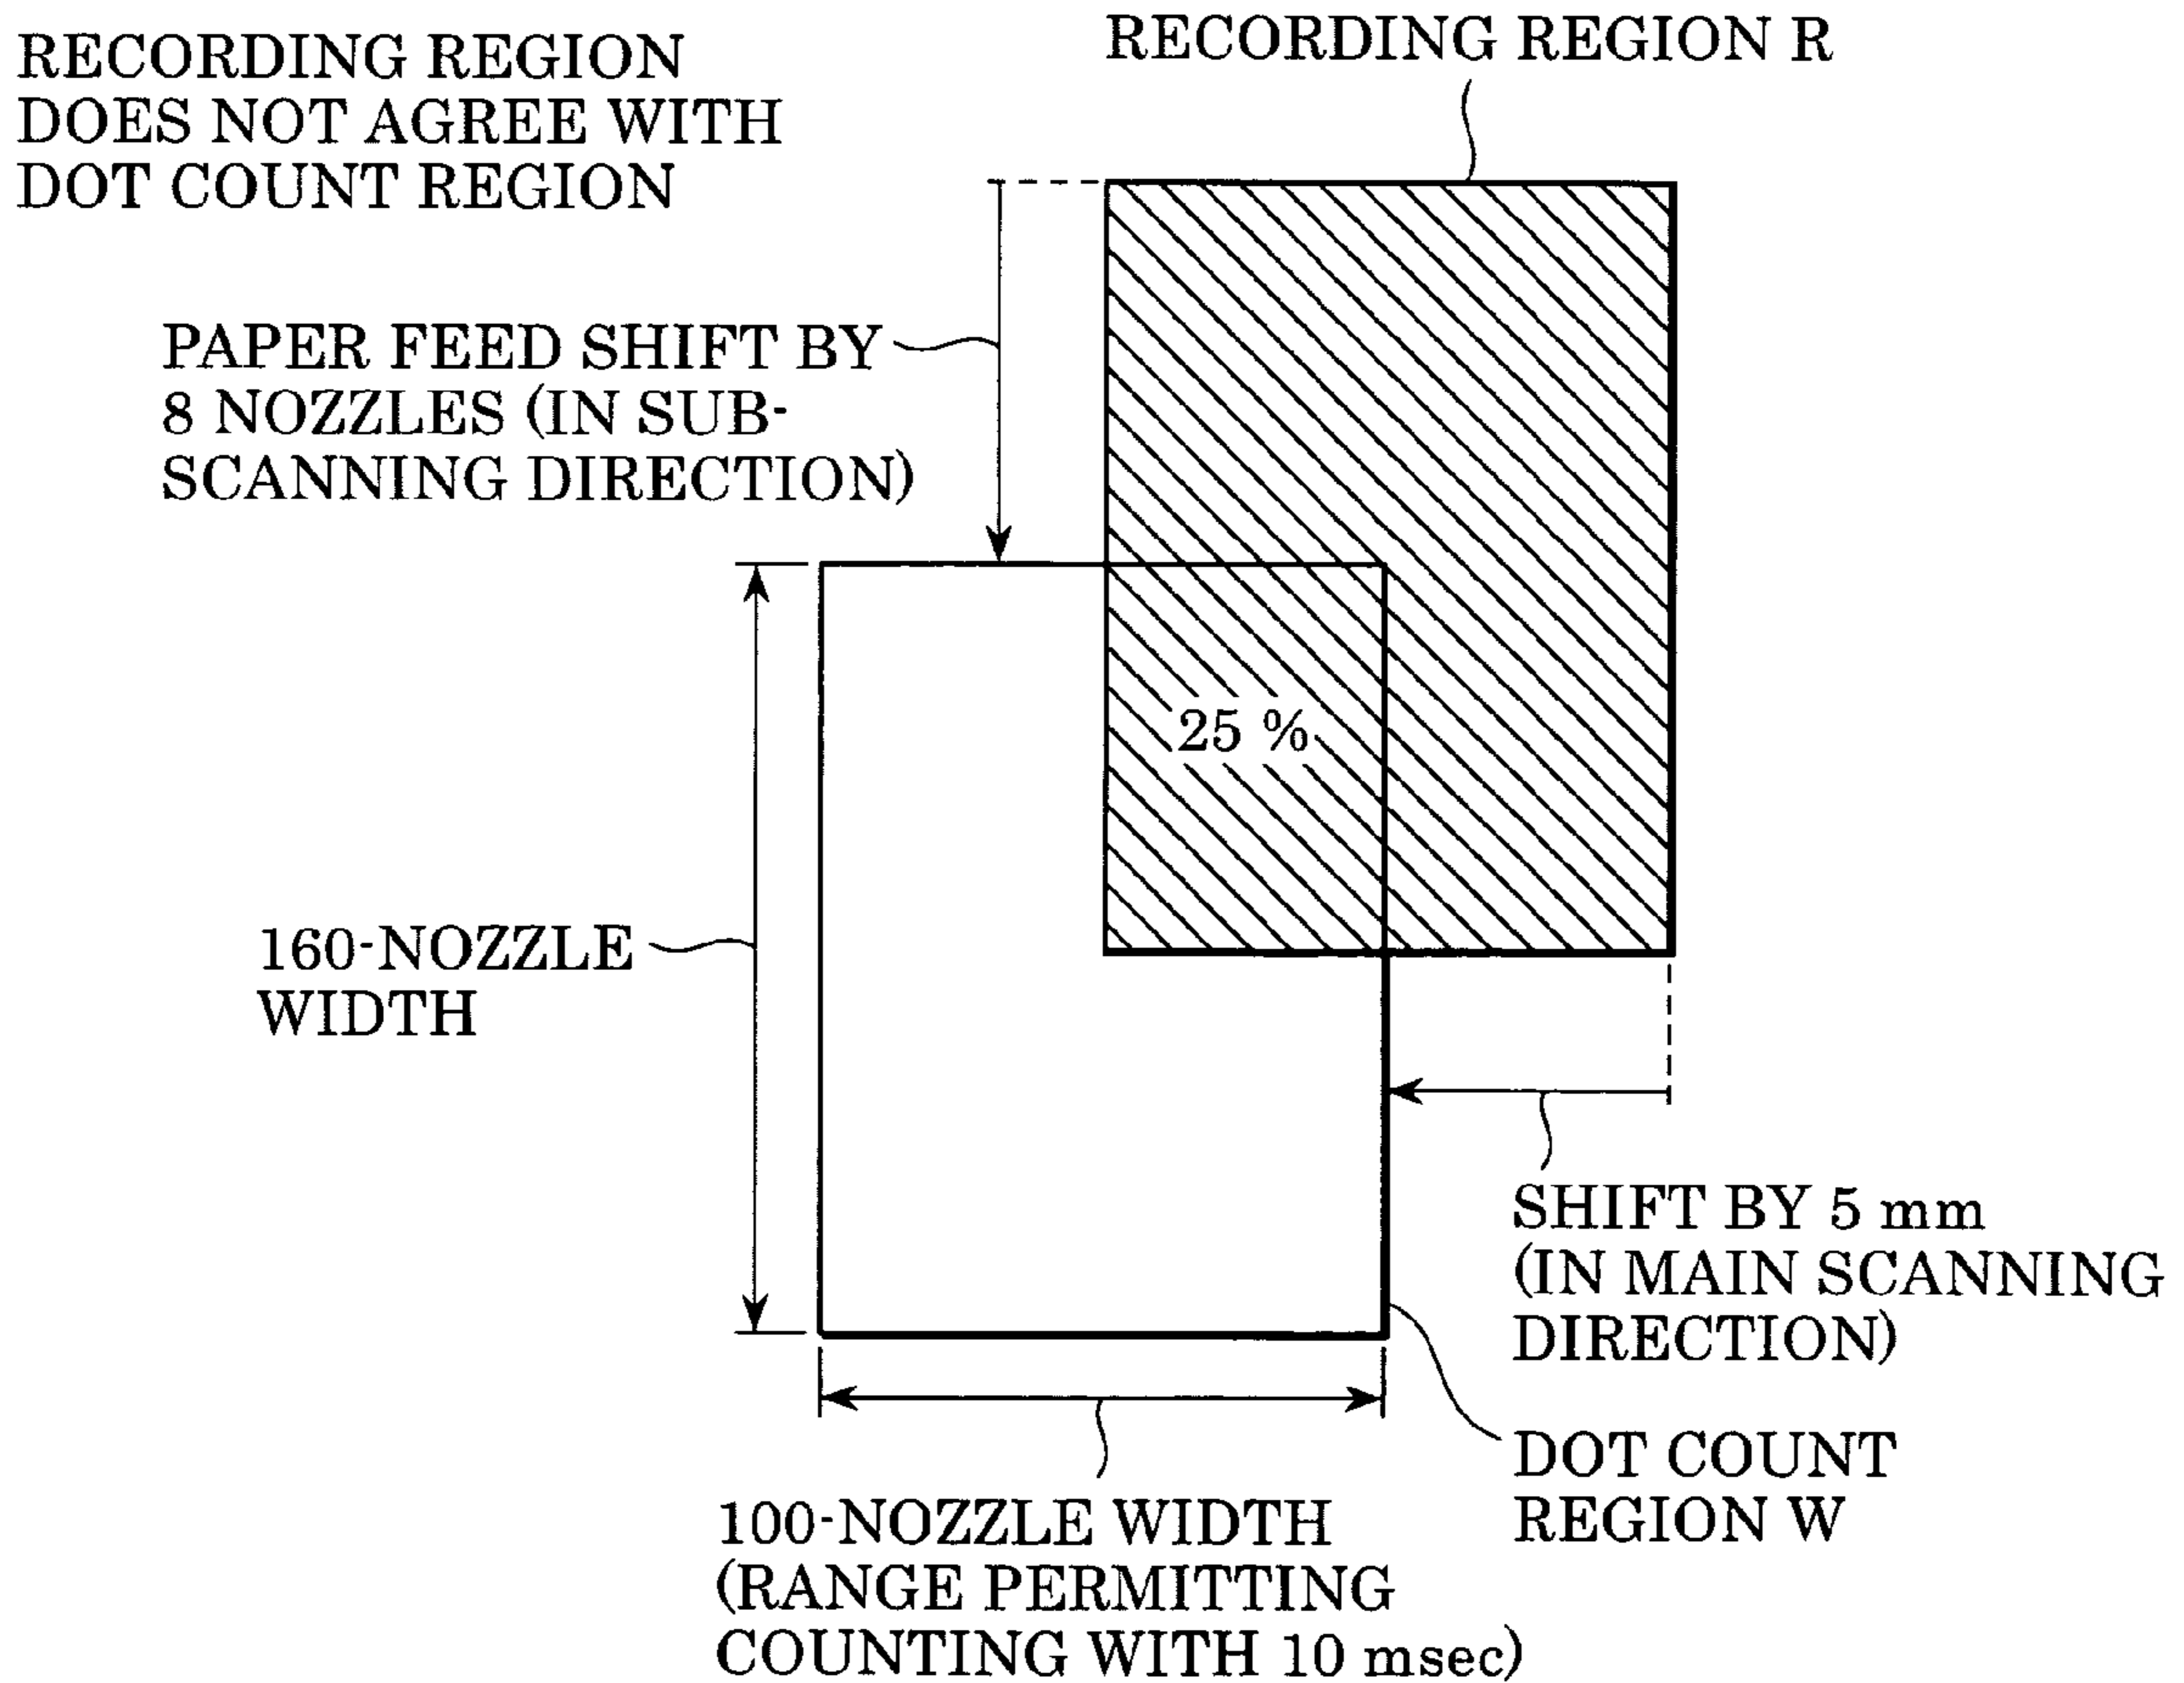 RECORDING REGION
DOES NOT AGREE WITH
DOT COUNT REGION
RECORDING REGION R
PAPER FEED SHIFT BY
8 NOZZLES (IN SUB-
SCANNING DIRECTION)
25 %
160-NOZZLE
WIDTH
SHIFT BY 5 mm
(IN MAIN SCANNING
DIRECTION)
DOT COUNT
REGION W
100-NOZZLE WIDTH
(RANGE PERMITTING
COUNTING WITH 10 msec)